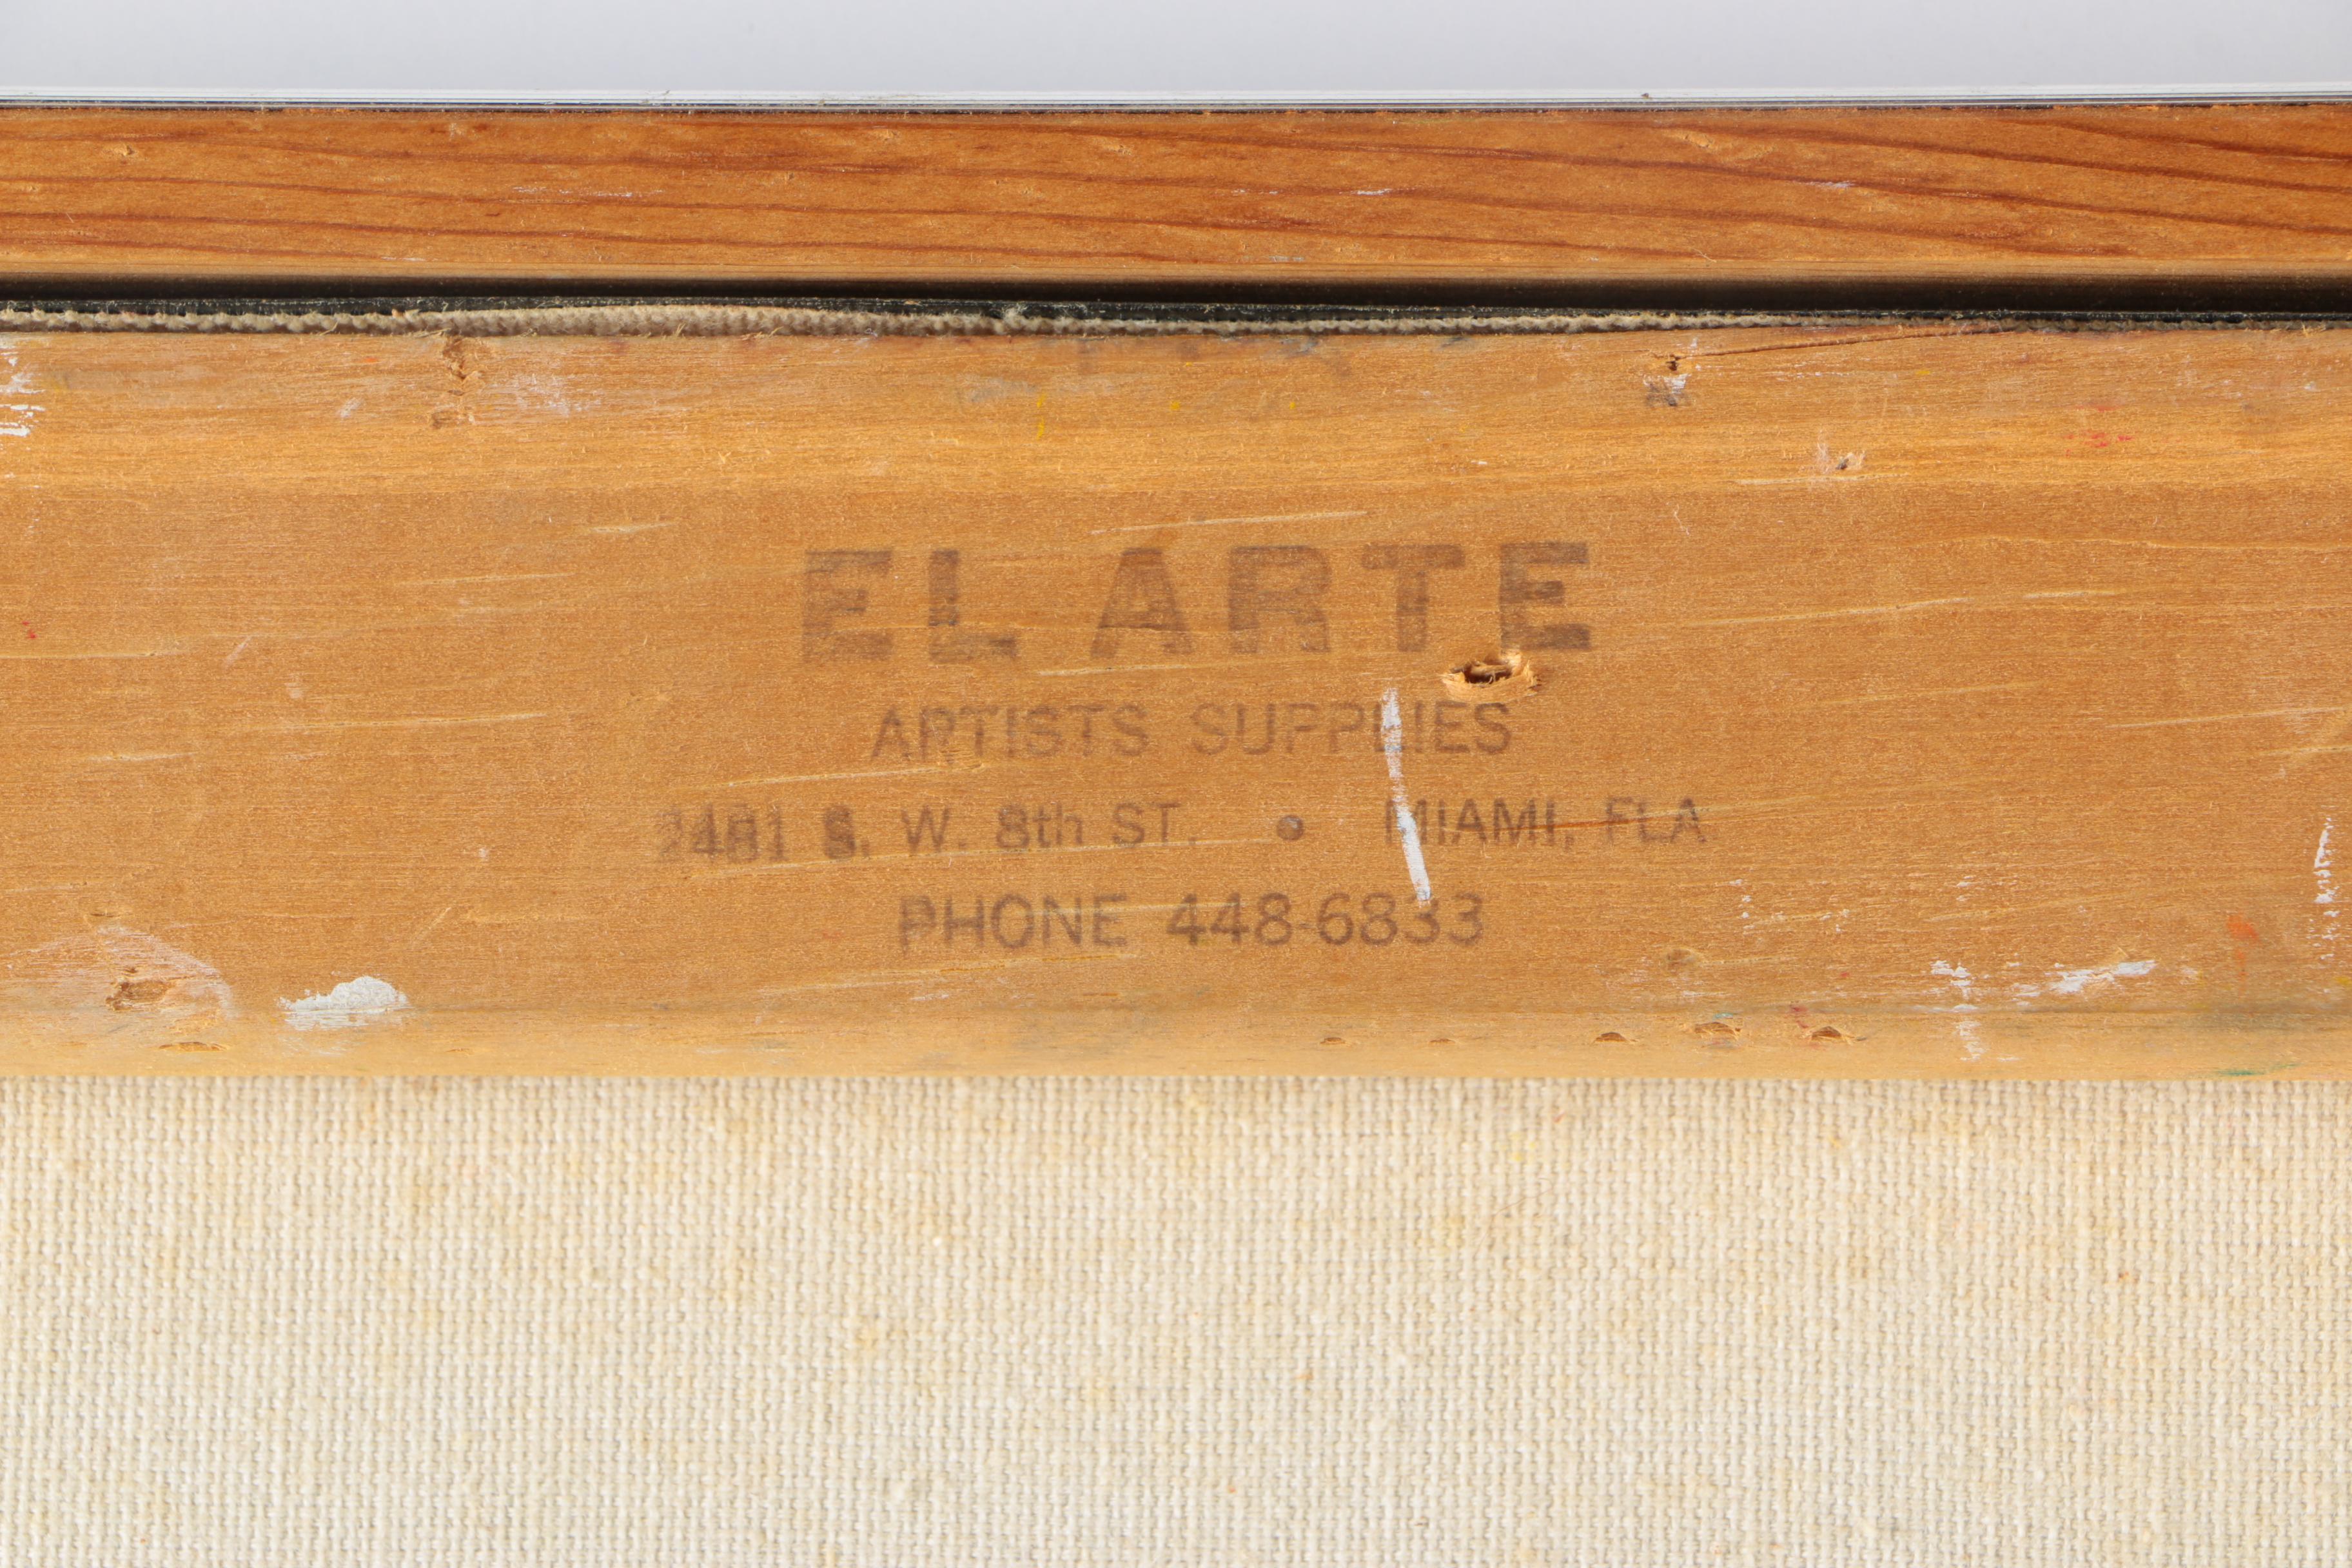 EL ARTE
ARTISTS SUPPLIES
2481 S. W. 8th ST. • MIAMI, FLA
PHONE 448-6833